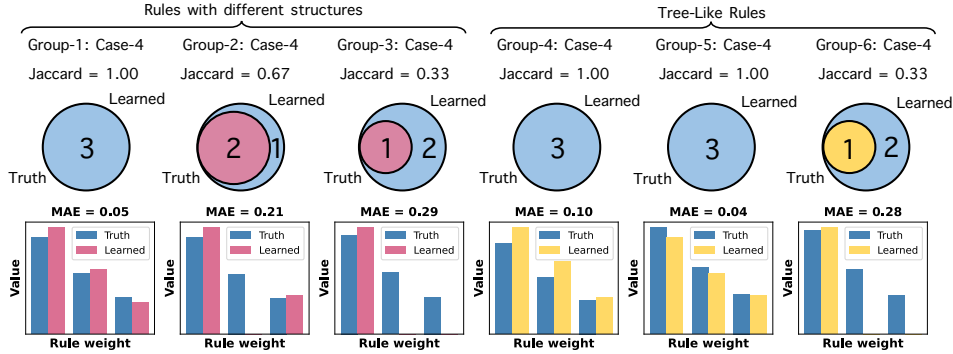 Rules with different structures
Tree-Like Rules
Group-1: Case-4
Group-2: Case-4
Group-3: Case-4
Group-4: Case-4
Group-5: Case-4
Group-6: Case-4
Jaccard = 1.00
Jaccard = 0.67
Jaccard = 0.33
Jaccard = 1.00
Jaccard = 1.00
Jaccard = 0.33
Learned
Learned
Learned
Learned
Learned
Learned
3
2
1
1
2
3
3
1
2
Truth
Truth
Truth
Truth
Truth
Truth
MAE = 0.05
MAE = 0.21
MAE = 0.29
MAE = 0.10
MAE = 0.04
MAE = 0.28
Truth
Learned
Truth
Learned
Truth
Learned
Truth
Learned
Truth
Learned
Truth
Learned
Value
Value
Value
Value
Value
Value
Rule weight
Rule weight
Rule weight
Rule weight
Rule weight
Rule weight